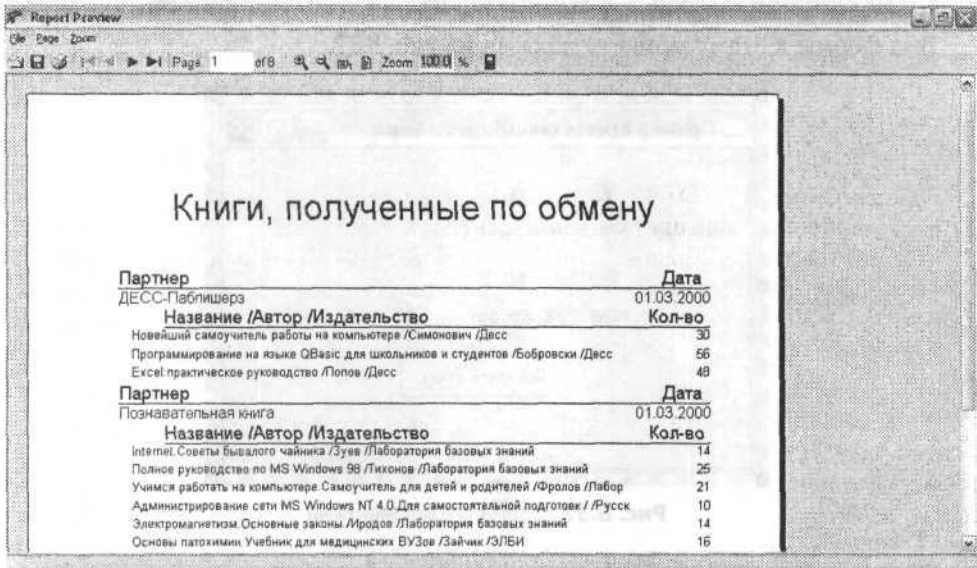 Report Preview
File Page Zoom
Page 1 of 8 Zoom 100.0 %
Книги, полученные по обмену
Партнер Дата
ДЕСС-Паблишерз 01.03.2000
Название /Автор /Издательство Кол-во
Новейший самоучитель работы на компьютере /Симонович /Десс 30
Программирование на языке QBasic для школьников и студентов /Бобровски /Десс 56
Excel:практическое руководство /Попов /Десс 48
Партнер Дата
Познавательная книга 01.03.2000
Название /Автор /Издательство Кол-во
Internet.Советы бывалого чайника /Зуев /Лаборатория базовых знаний 14
Полное руководство по MS Windows 98 /Тихонов /Лаборатория базовых знаний 25
Учимся работать на компьютере.Самоучитель для детей и родителей /Фролов /Лабор 21
Администрирование сети MS Windows NT 4.0.Для самостоятельной подготовк / /Русск 10
Электромагнетизм.Основные законы /Иродов /Лаборатория базовых знаний 14
Основы патохимии.Учебник для медицинских ВУЗов /Зайчик /ЭЛБИ 16